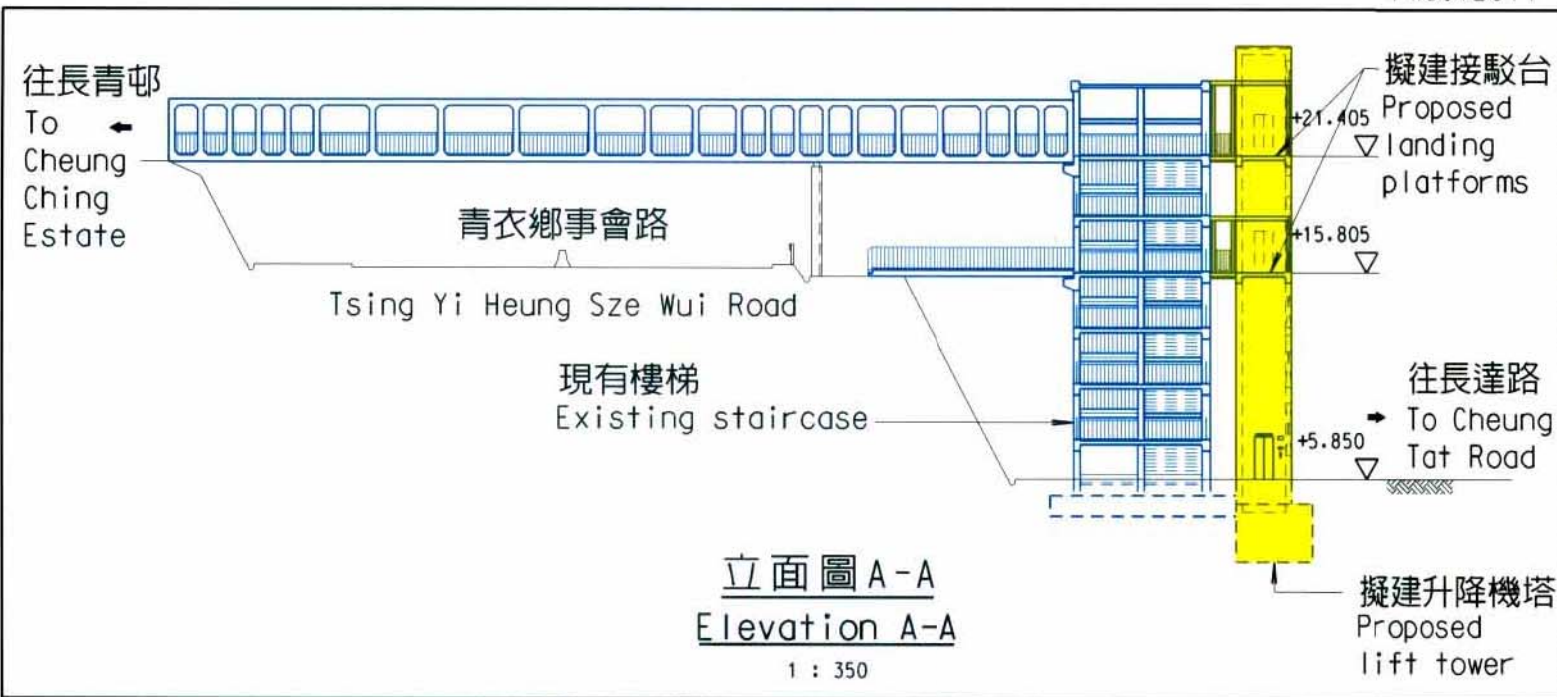 往長青邨
To ←
Cheung
Ching
Estate
青衣鄉事會路
Tsing Yi Heung Sze Wui Road
現有樓梯
Existing staircase
擬建接駁台
Proposed
landing
platforms
+21.405
+15.805
往長達路
→ To Cheung
Tat Road
+5.850
立面圖 A-A
Elevation A-A
1 : 350
擬建升降機塔
Proposed
lift tower